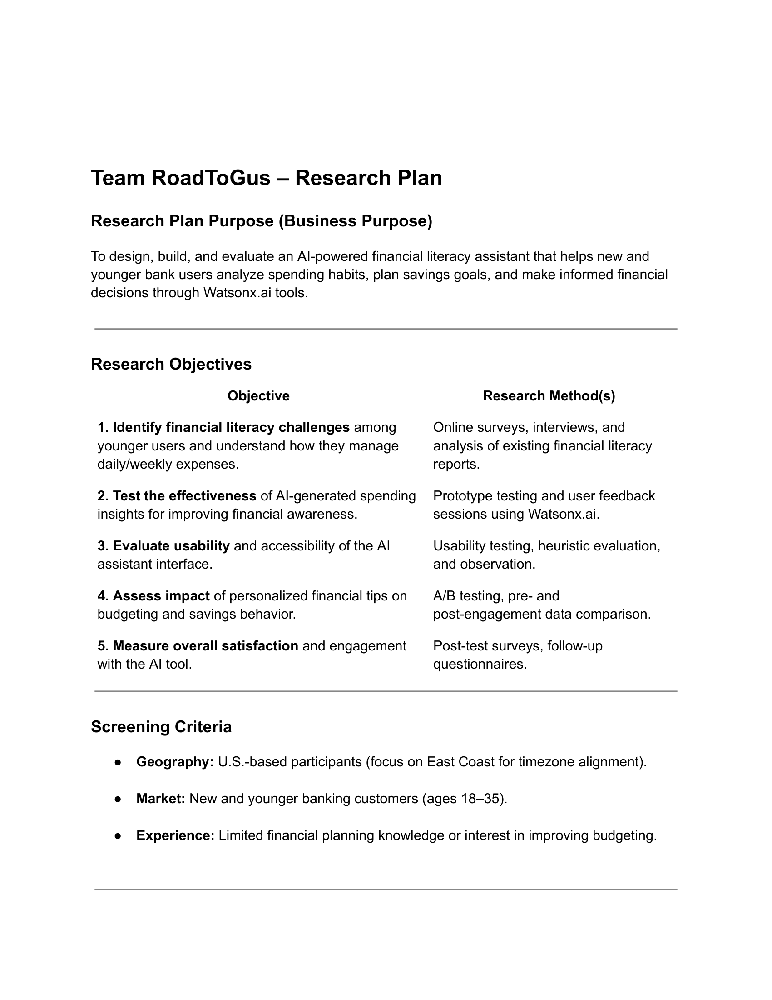 Team RoadToGus – Research Plan
Research Plan Purpose (Business Purpose)
To design, build, and evaluate an AI-powered financial literacy assistant that helps new and
younger bank users analyze spending habits, plan savings goals, and make informed financial
decisions through Watsonx.ai tools.
Research Objectives
Objective
Research Method(s)
1. Identify financial literacy challenges among
younger users and understand how they manage
daily/weekly expenses.
Online surveys, interviews, and
analysis of existing financial literacy
reports.
2. Test the effectiveness of AI-generated spending
insights for improving financial awareness.
Prototype testing and user feedback
sessions using Watsonx.ai.
3. Evaluate usability and accessibility of the AI
assistant interface.
Usability testing, heuristic evaluation,
and observation.
4. Assess impact of personalized financial tips on
budgeting and savings behavior.
A/B testing, pre- and
post-engagement data comparison.
5. Measure overall satisfaction and engagement
with the AI tool.
Post-test surveys, follow-up
questionnaires.
Screening Criteria
● Geography: U.S.-based participants (focus on East Coast for timezone alignment).
● Market: New and younger banking customers (ages 18–35).
● Experience: Limited financial planning knowledge or interest in improving budgeting.